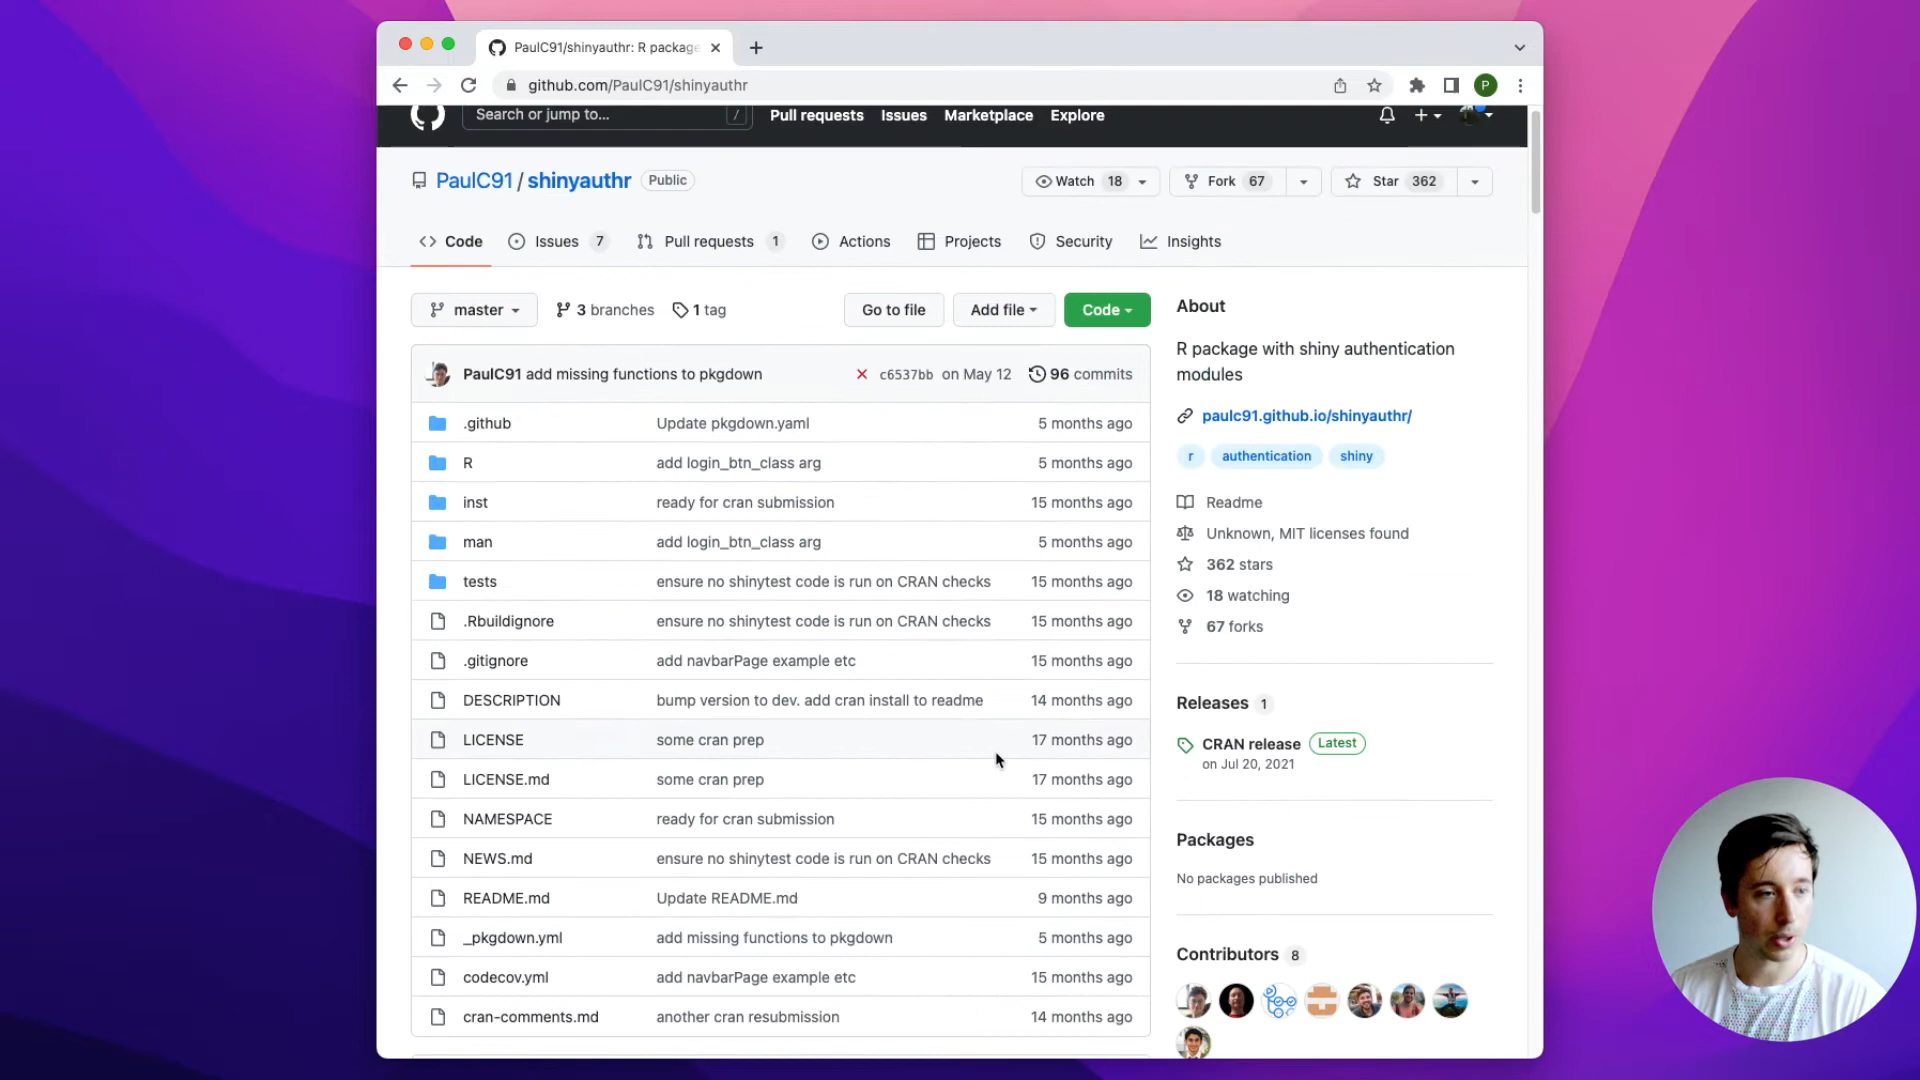 PaulC91/shinyauthr: R package
github.com/PaulC91/shinyauthr
P
Search or jump to... / Pull requests Issues Marketplace Explore
PaulC91 / shinyauthr Public
Watch 18 Fork 67 Star 362
Code Issues 7 Pull requests 1 Actions Projects Security Insights
master 3 branches 1 tag Go to file Add file Code
PaulC91 add missing functions to pkgdown c6537bb on May 12 96 commits
.github Update pkgdown.yaml 5 months ago
R add login_btn_class arg 5 months ago
inst ready for cran submission 15 months ago
man add login_btn_class arg 5 months ago
tests ensure no shinytest code is run on CRAN checks 15 months ago
.Rbuildignore ensure no shinytest code is run on CRAN checks 15 months ago
.gitignore add navbarPage example etc 15 months ago
DESCRIPTION bump version to dev. add cran install to readme 14 months ago
LICENSE some cran prep 17 months ago
LICENSE.md some cran prep 17 months ago
NAMESPACE ready for cran submission 15 months ago
NEWS.md ensure no shinytest code is run on CRAN checks 15 months ago
README.md Update README.md 9 months ago
_pkgdown.yml add missing functions to pkgdown 5 months ago
codecov.yml add navbarPage example etc 15 months ago
cran-comments.md another cran resubmission 14 months ago
About
R package with shiny authentication
modules
paulc91.github.io/shinyauthr/
r authentication shiny
Readme
Unknown, MIT licenses found
362 stars
18 watching
67 forks
Releases 1
CRAN release Latest
on Jul 20, 2021
Packages
No packages published
Contributors 8